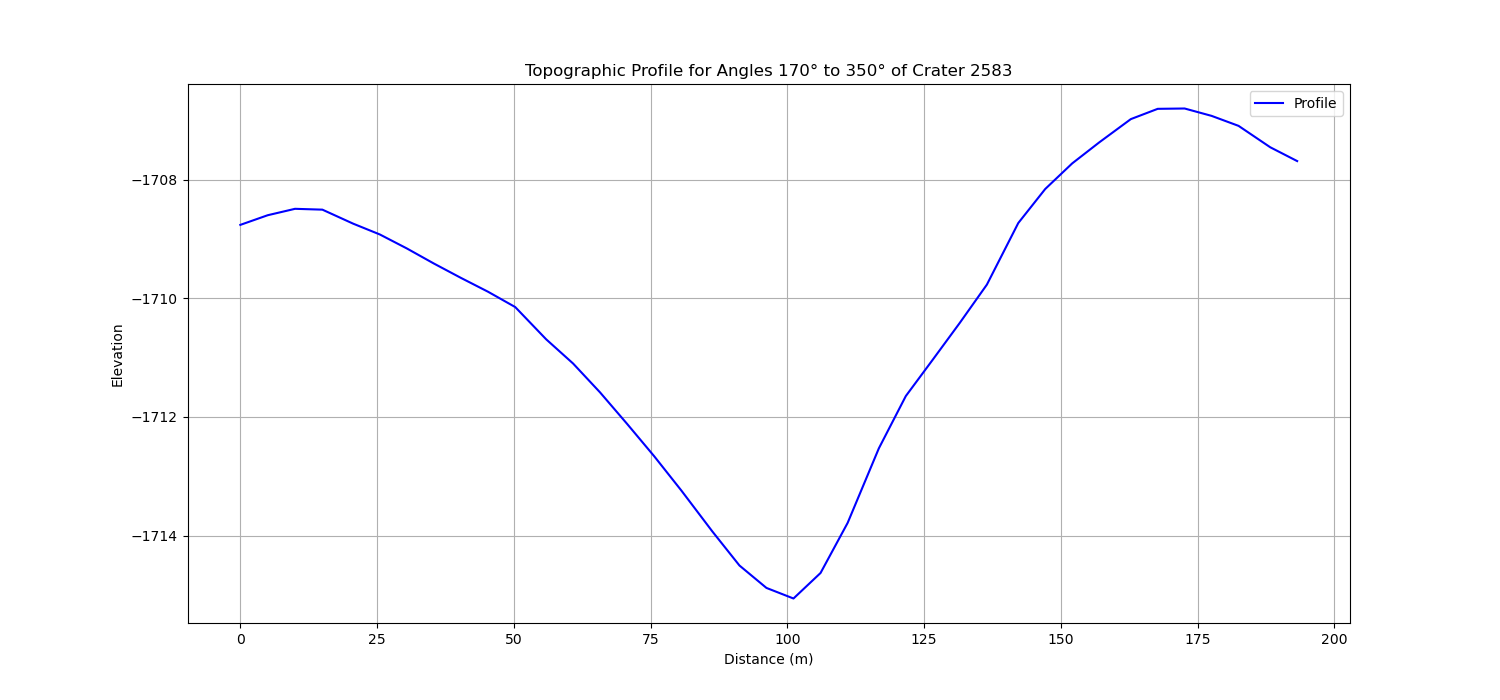 Topographic Profile for Angles 170° to 350° of Crater 2583
Profile
−1708
−1710
−1712
−1714
Elevation
0 25 50 75 100 125 150 175 200
Distance (m)